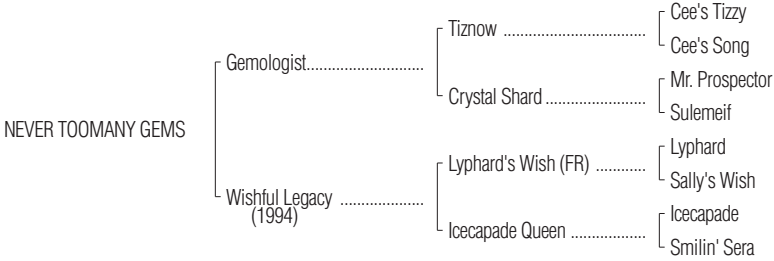 Cee's Tizzy
Tiznow ..................................
Cee's Song
Gemologist............................
Mr. Prospector
Crystal Shard ........................
Sulemeif
NEVER TOOMANY GEMS
Lyphard
Lyphard's Wish (FR) ............
Sally's Wish
Wishful Legacy ....................
(1994)
Icecapade
Icecapade Queen ..................
Smilin' Sera